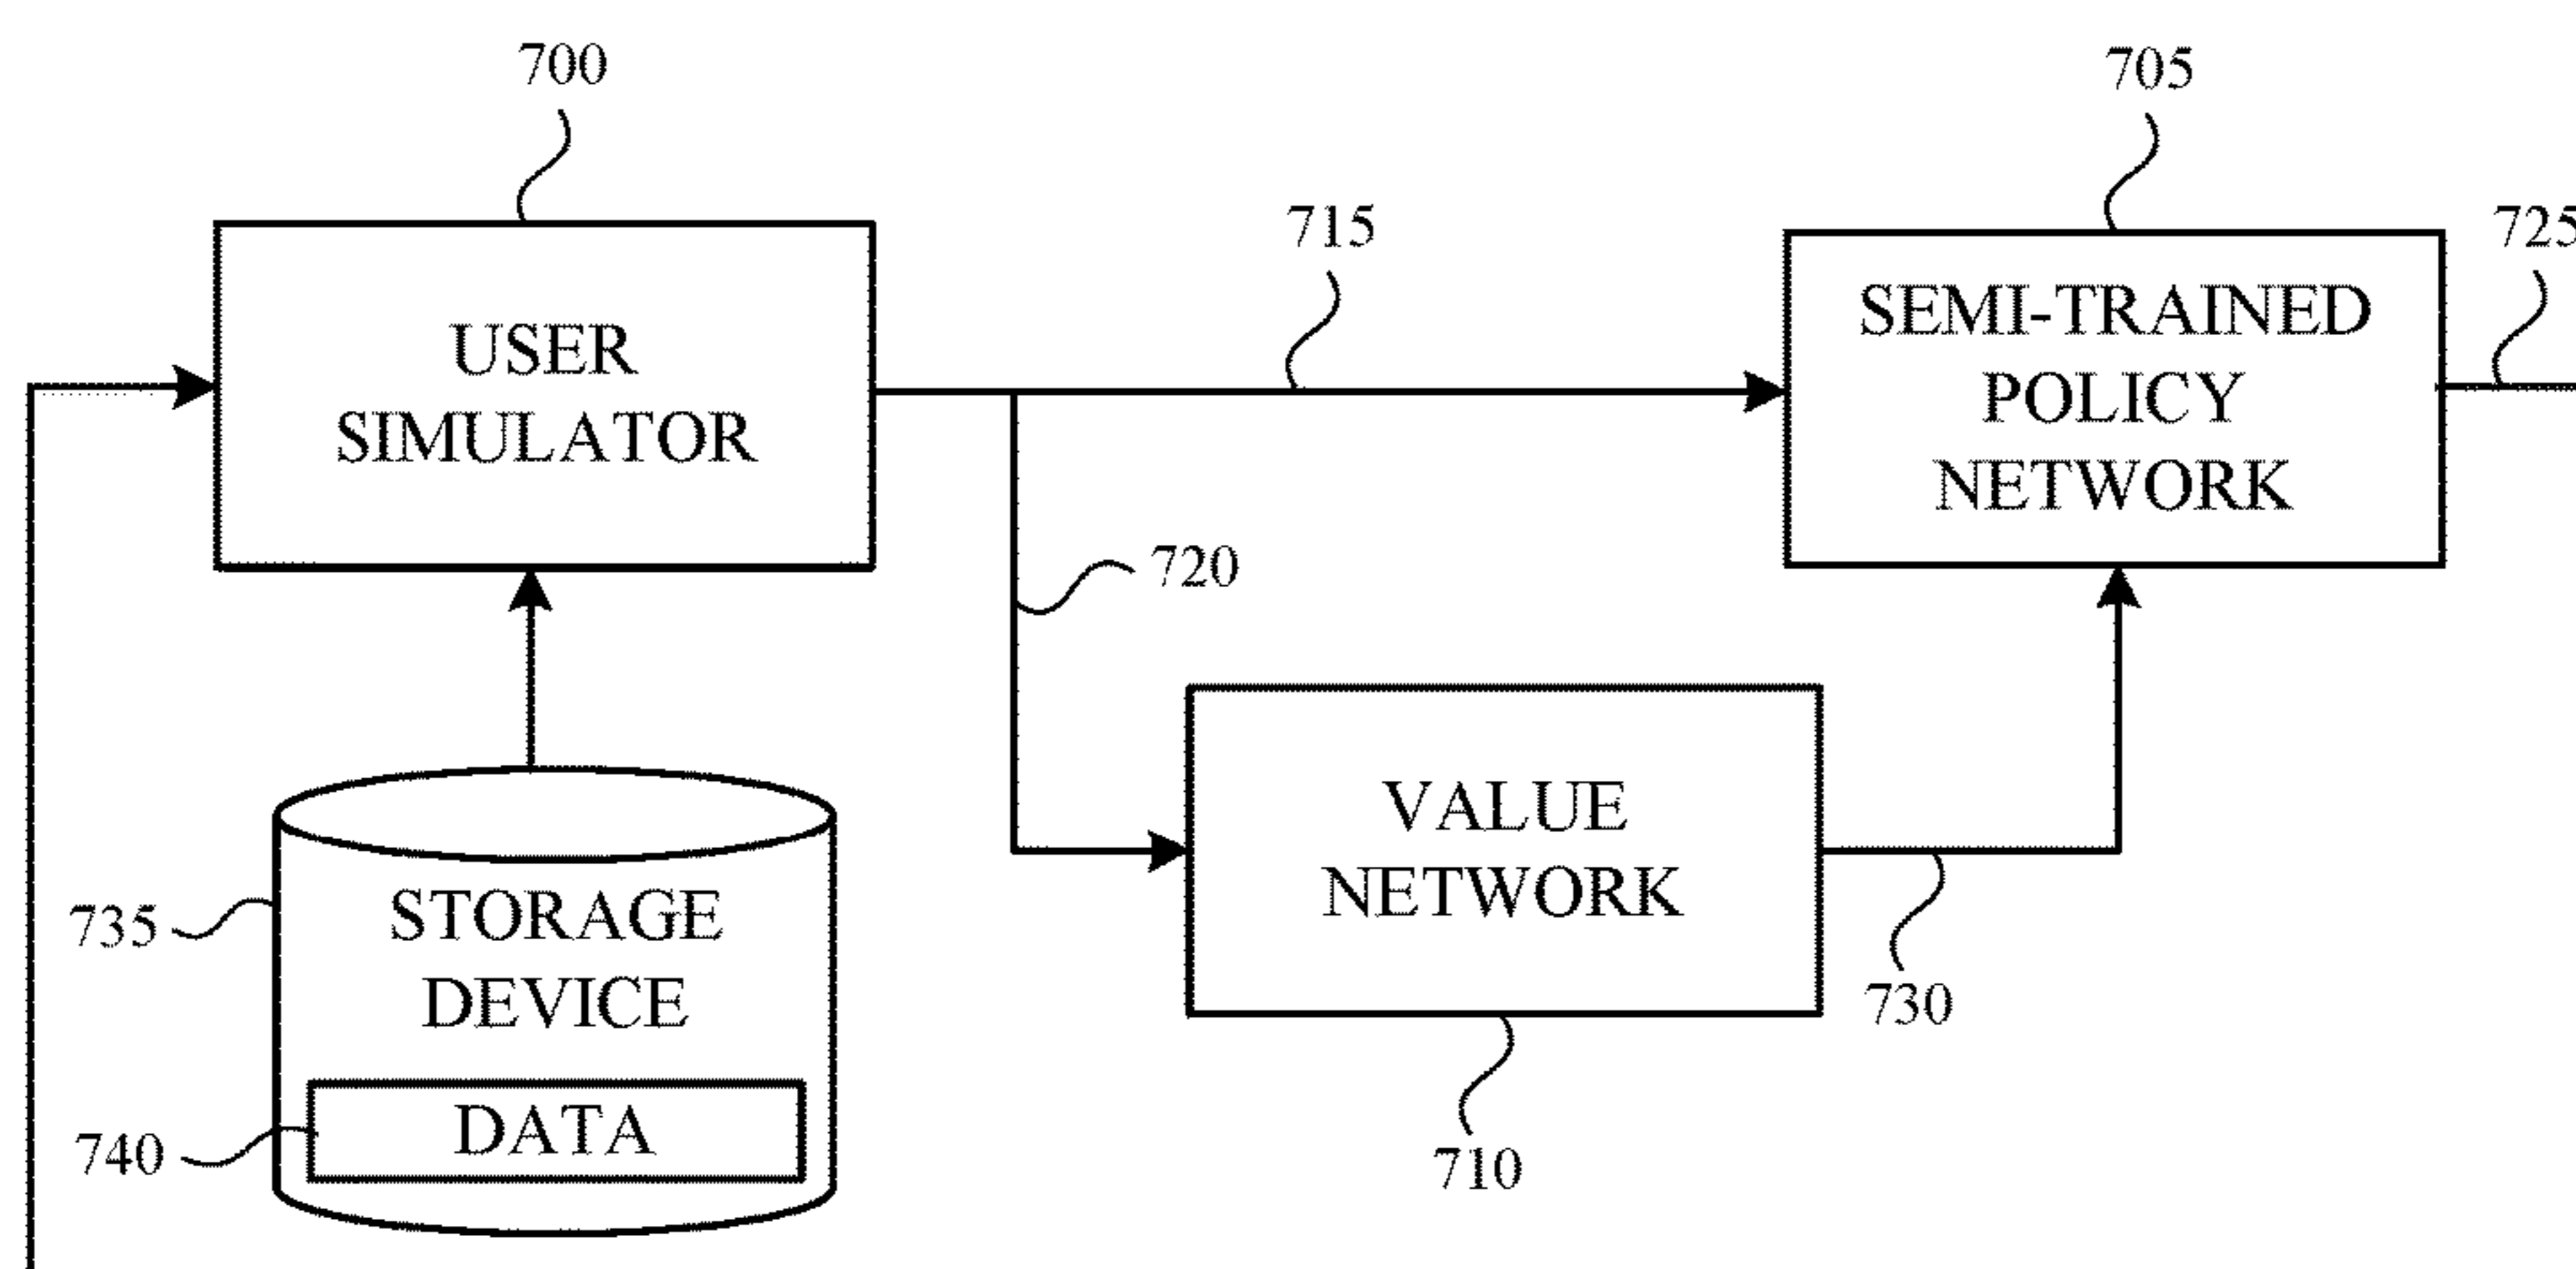 700
705
715
725
USER
SIMULATOR
SEMI-TRAINED
POLICY
NETWORK
720
VALUE
NETWORK
735
STORAGE
DEVICE
730
740
DATA
710